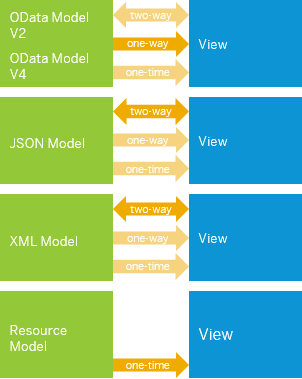 OData Model
V2
OData Model
V4
two-way
one-way
one-time
View
JSON Model
two-way
one-way
one-time
View
XML Model
two-way
one-way
one-time
View
Resource
Model
one-time
View